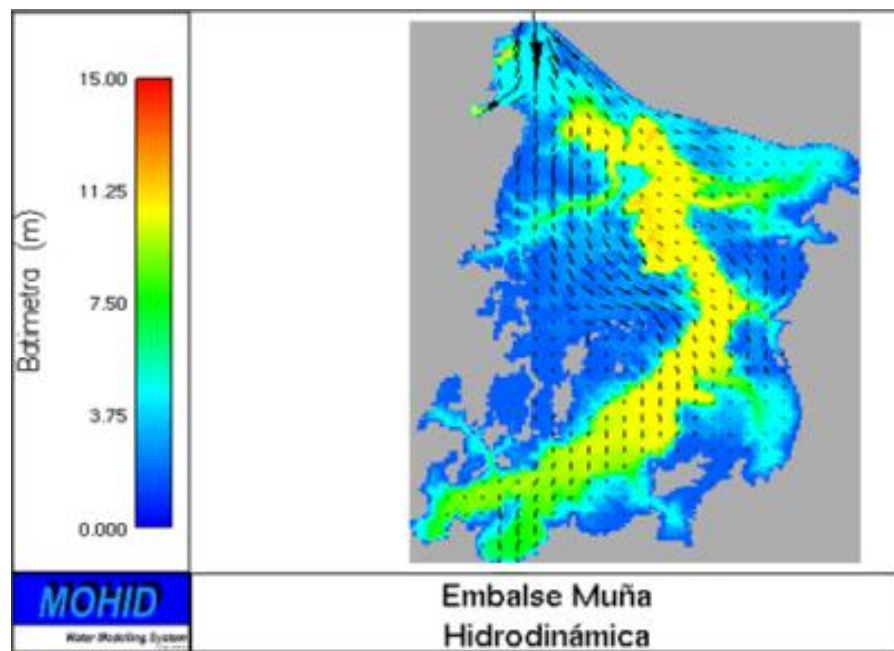 15.00
11.25
7.50
3.75
0.000
Batimetra (m)
MOHID
Water Modelling System
Embalse Muña
Hidrodinámica